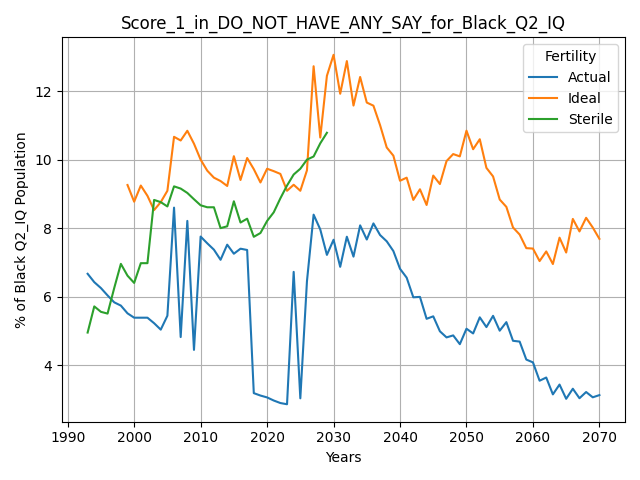 Score_1_in_DO_NOT_HAVE_ANY_SAY_for_Black_Q2_IQ
Fertility
Actual
Ideal
Sterile
% of Black Q2_IQ Population
12
10
8
6
4
1990 2000 2010 2020 2030 2040 2050 2060 2070
Years